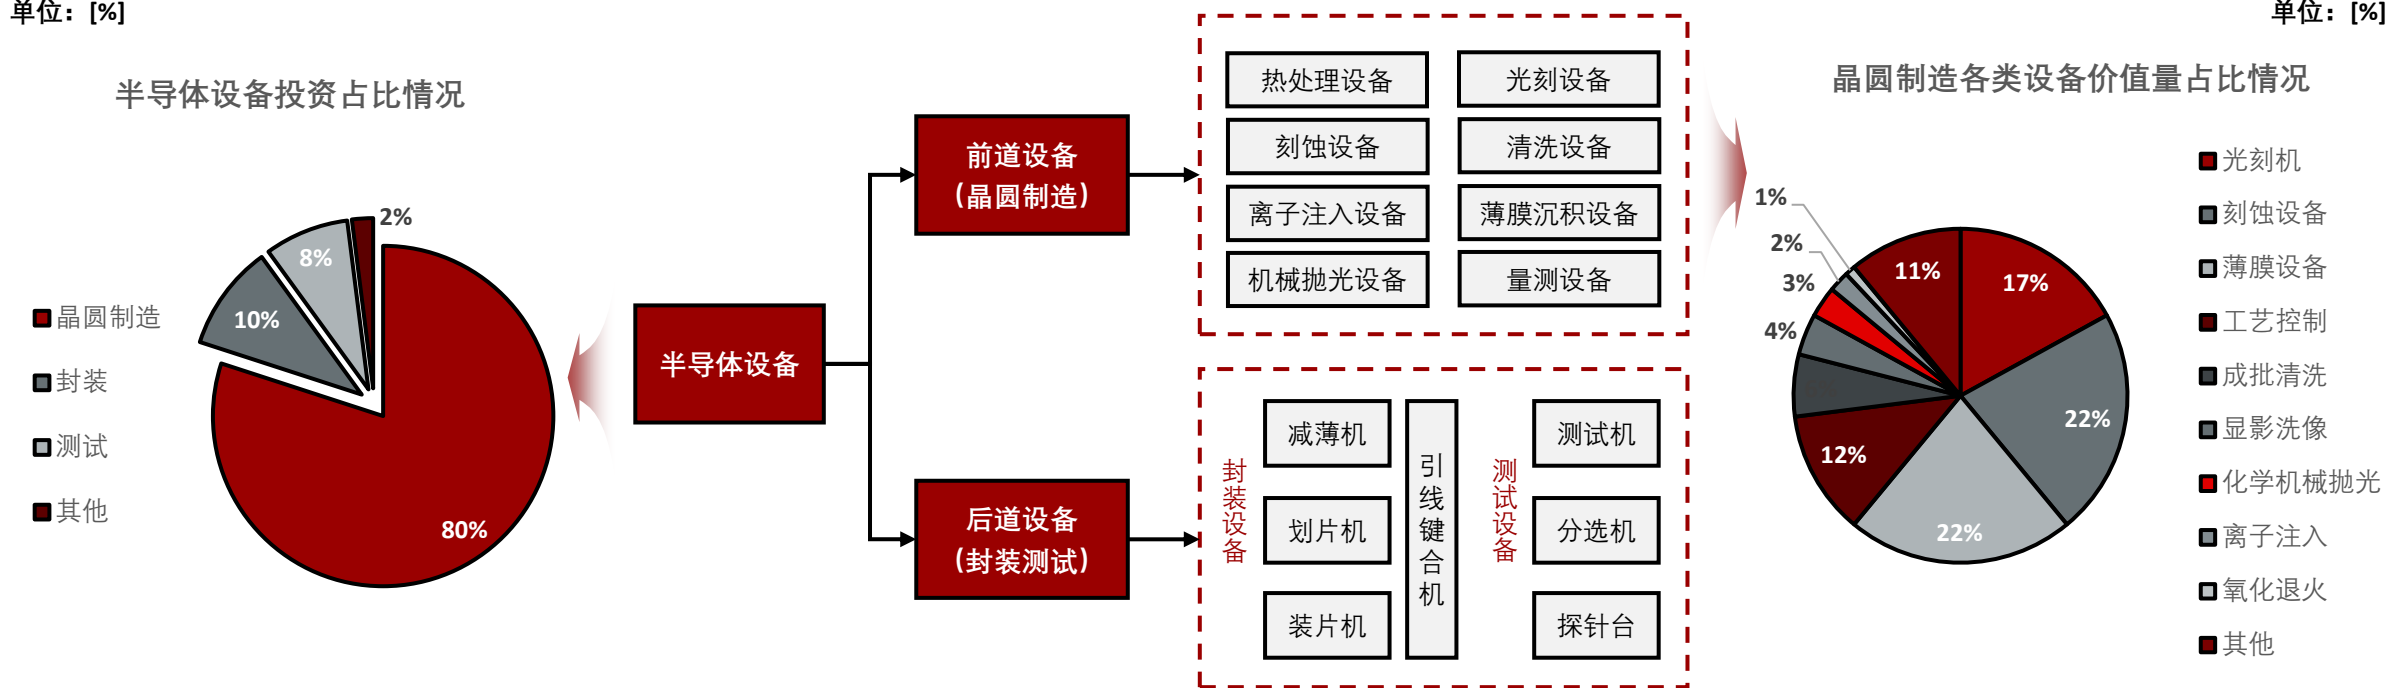 单位：[%]
单位：[%]
半导体设备投资占比情况
晶圆制造
封装
测试
其他
2%
8%
10%
80%
半导体设备
前道设备
（晶圆制造）
后道设备
（封装测试）
热处理设备
光刻设备
刻蚀设备
清洗设备
离子注入设备
薄膜沉积设备
机械抛光设备
量测设备
封装设备
减薄机
划片机
装片机
引线键合机
测试设备
测试机
分选机
探针台
晶圆制造各类设备价值量占比情况
1%
2%
3%
4%
11%
17%
22%
22%
12%
光刻机
刻蚀设备
薄膜设备
工艺控制
成批清洗
显影洗像
化学机械抛光
离子注入
氧化退火
其他